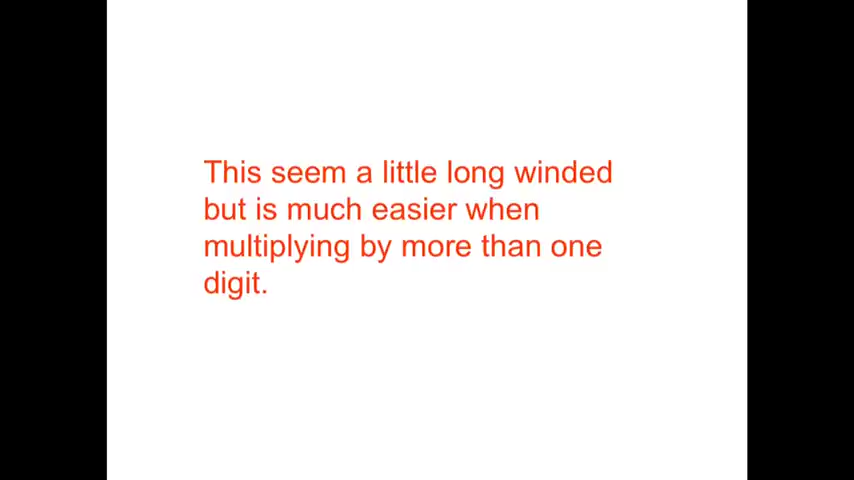 This seem a little long winded
but is much easier when
multiplying by more than one
digit.